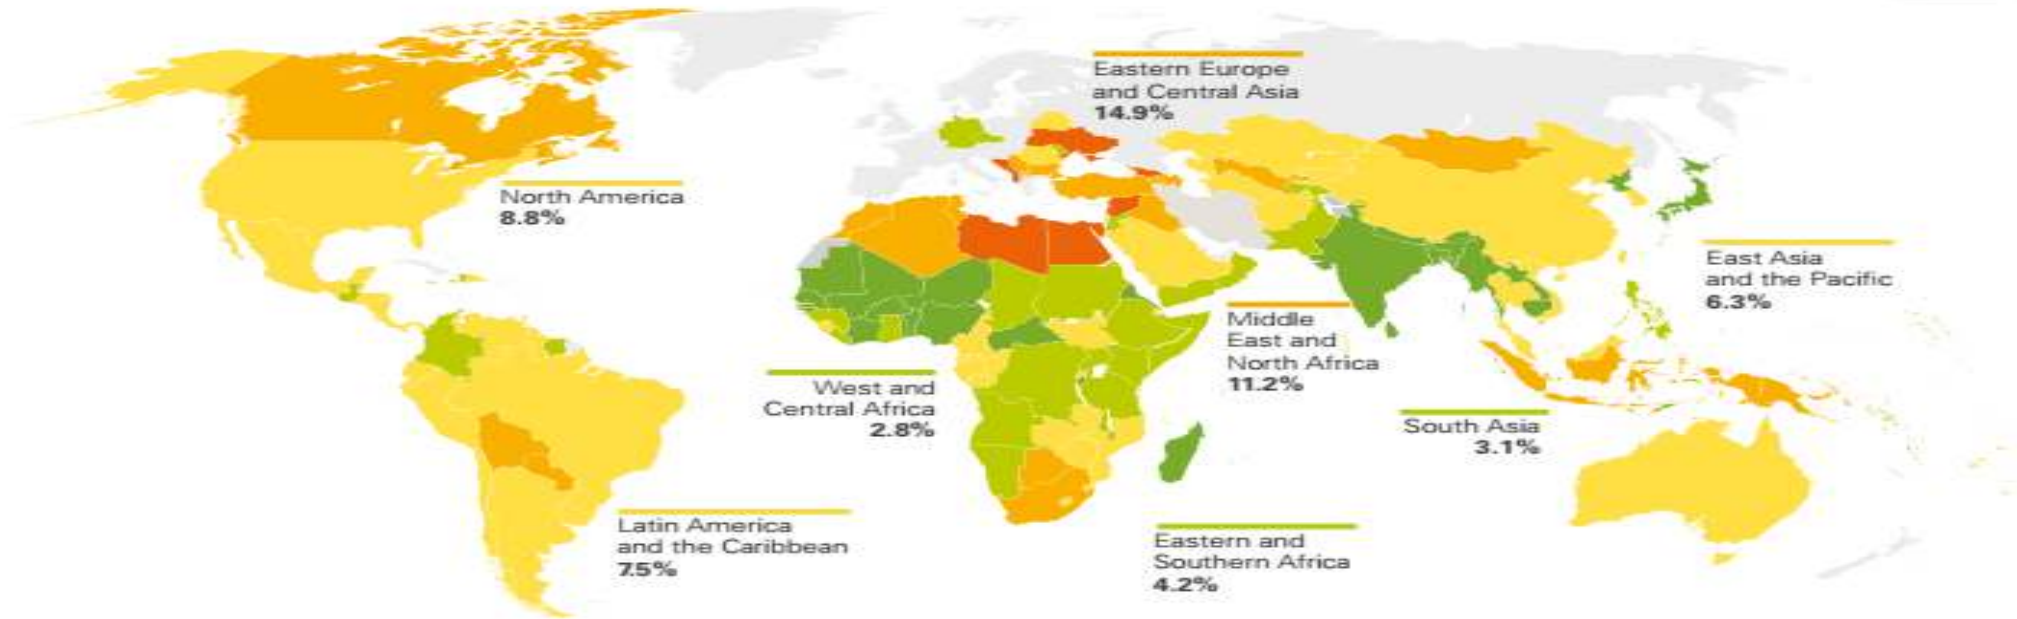 Eastern Europe
and Central Asia
14.9%
North America
8.8%
East Asia
and the Pacific
6.3%
Middle
East and
North Africa
11.2%
West and
Central Africa
2.8%
South Asia
3.1%
Latin America
and the Caribbean
7.5%
Eastern and
Southern Africa
4.2%